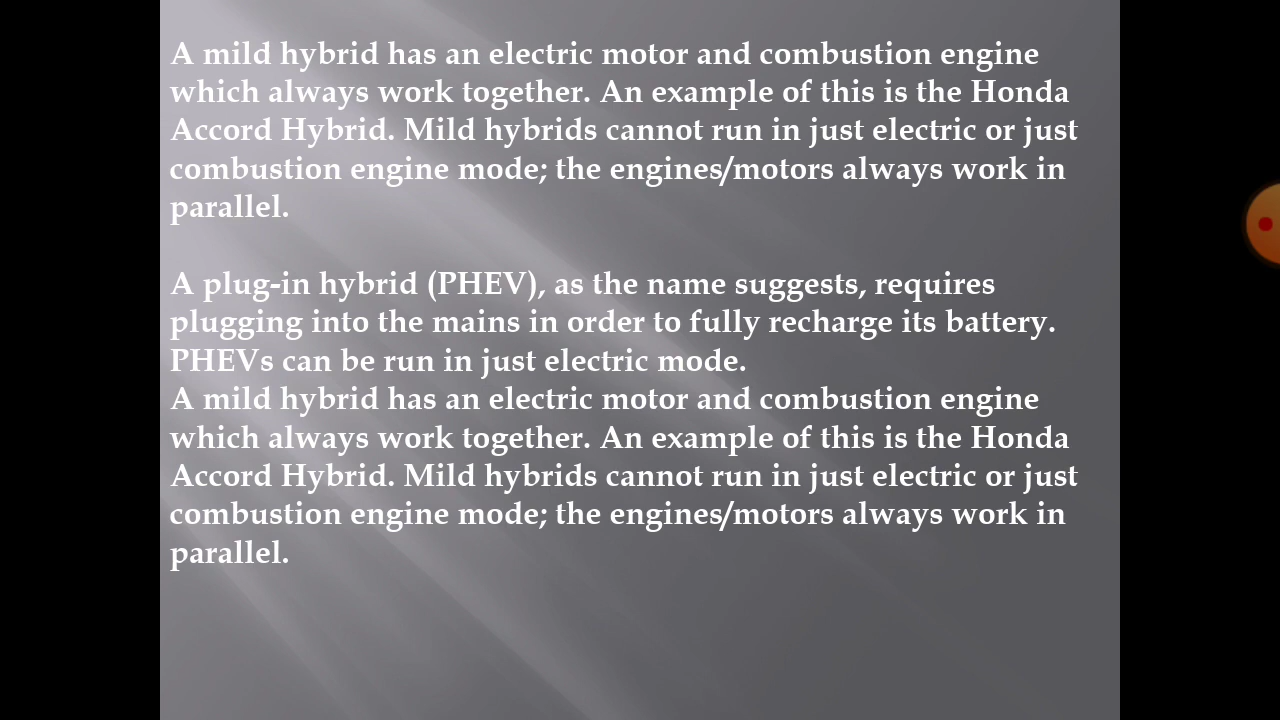 A mild hybrid has an electric motor and combustion engine
which always work together. An example of this is the Honda
Accord Hybrid. Mild hybrids cannot run in just electric or just
combustion engine mode; the engines/motors always work in
parallel.
A plug-in hybrid (PHEV), as the name suggests, requires
plugging into the mains in order to fully recharge its battery.
PHEVs can be run in just electric mode.
A mild hybrid has an electric motor and combustion engine
which always work together. An example of this is the Honda
Accord Hybrid. Mild hybrids cannot run in just electric or just
combustion engine mode; the engines/motors always work in
parallel.